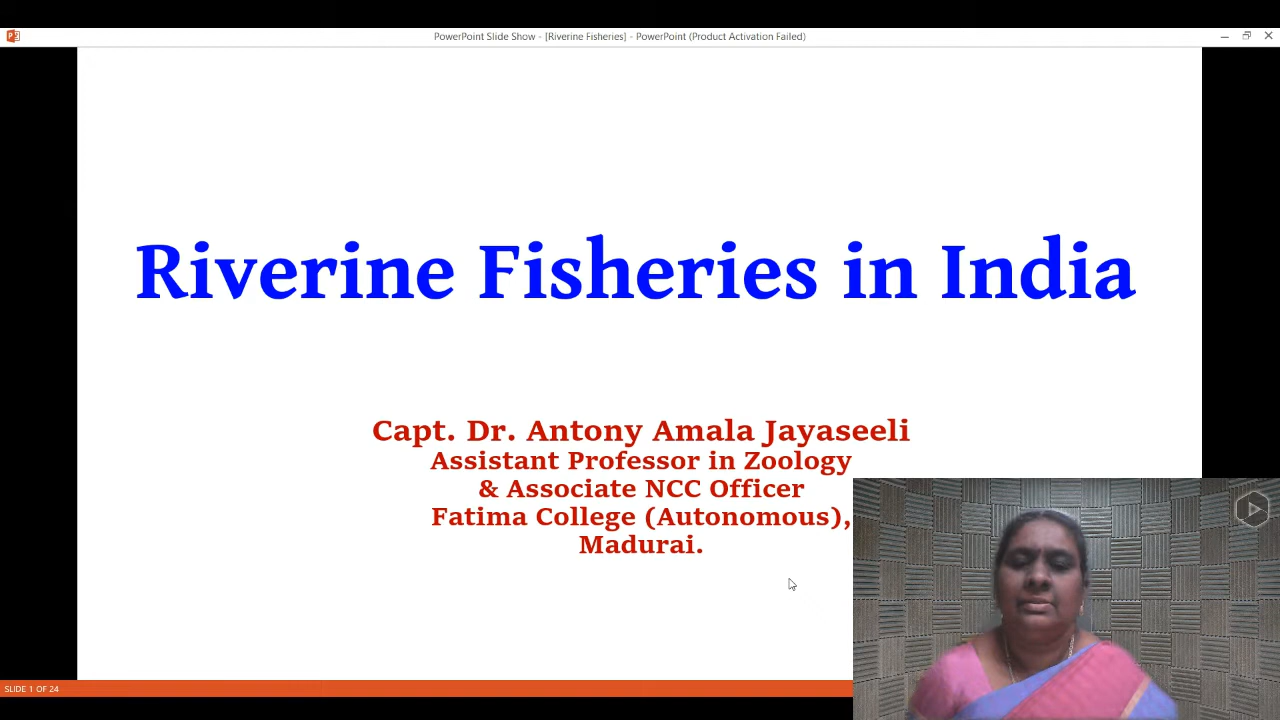 PowerPoint Slide Show - [Riverine Fisheries] - PowerPoint (Product Activation Failed)
Riverine Fisheries in India
Capt. Dr. Antony Amala Jayaseeli
Assistant Professor in Zoology
& Associate NCC Officer
Fatima College (Autonomous),
Madurai.
SLIDE 1 OF 24